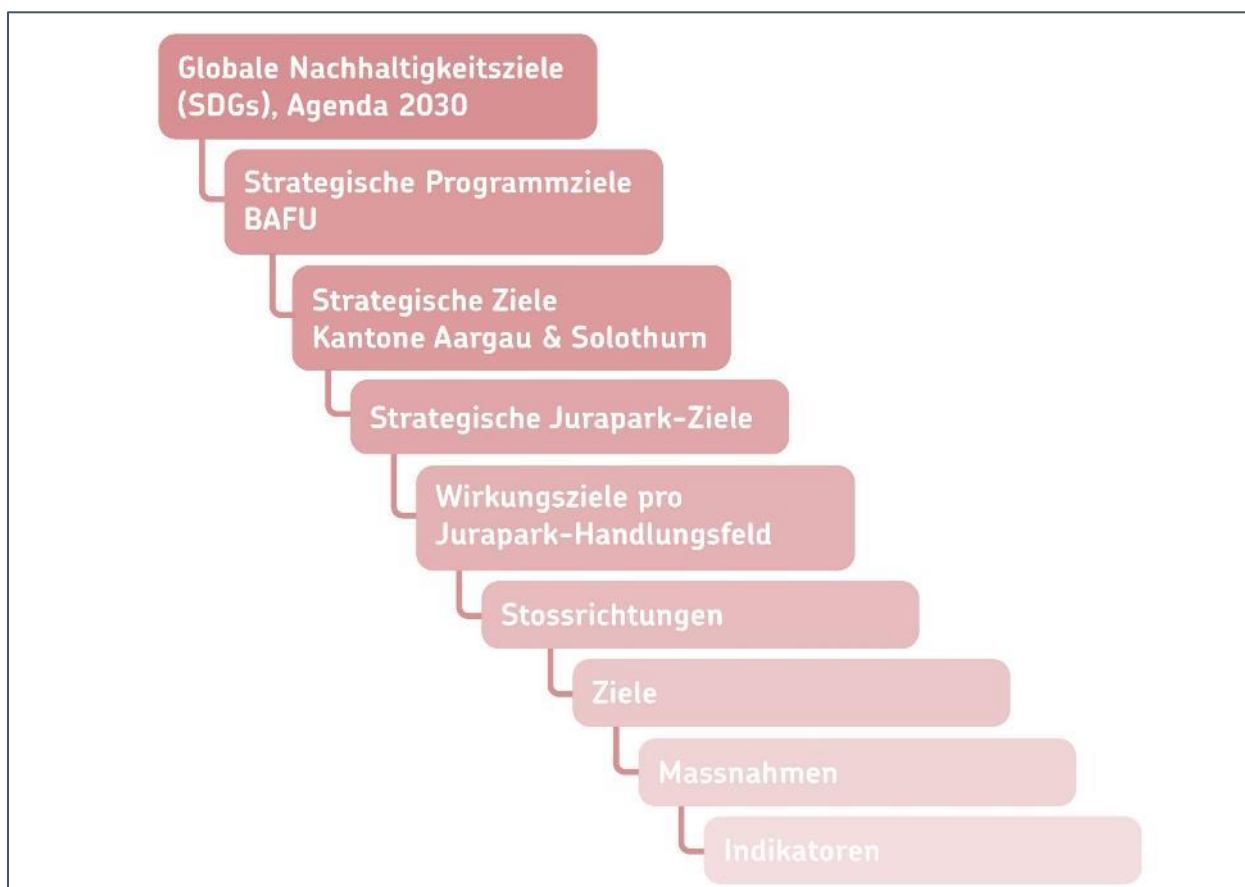 Globale Nachhaltigkeitsziele
(SDGs), Agenda 2030
Strategische Programmziele
BAFU
Strategische Ziele
Kantone Aargau & Solothurn
Strategische Jurapark-Ziele
Wirkungsziele pro
Jurapark-Handlungsfeld
Stossrichtungen
Ziele
Massnahmen
Indikatoren